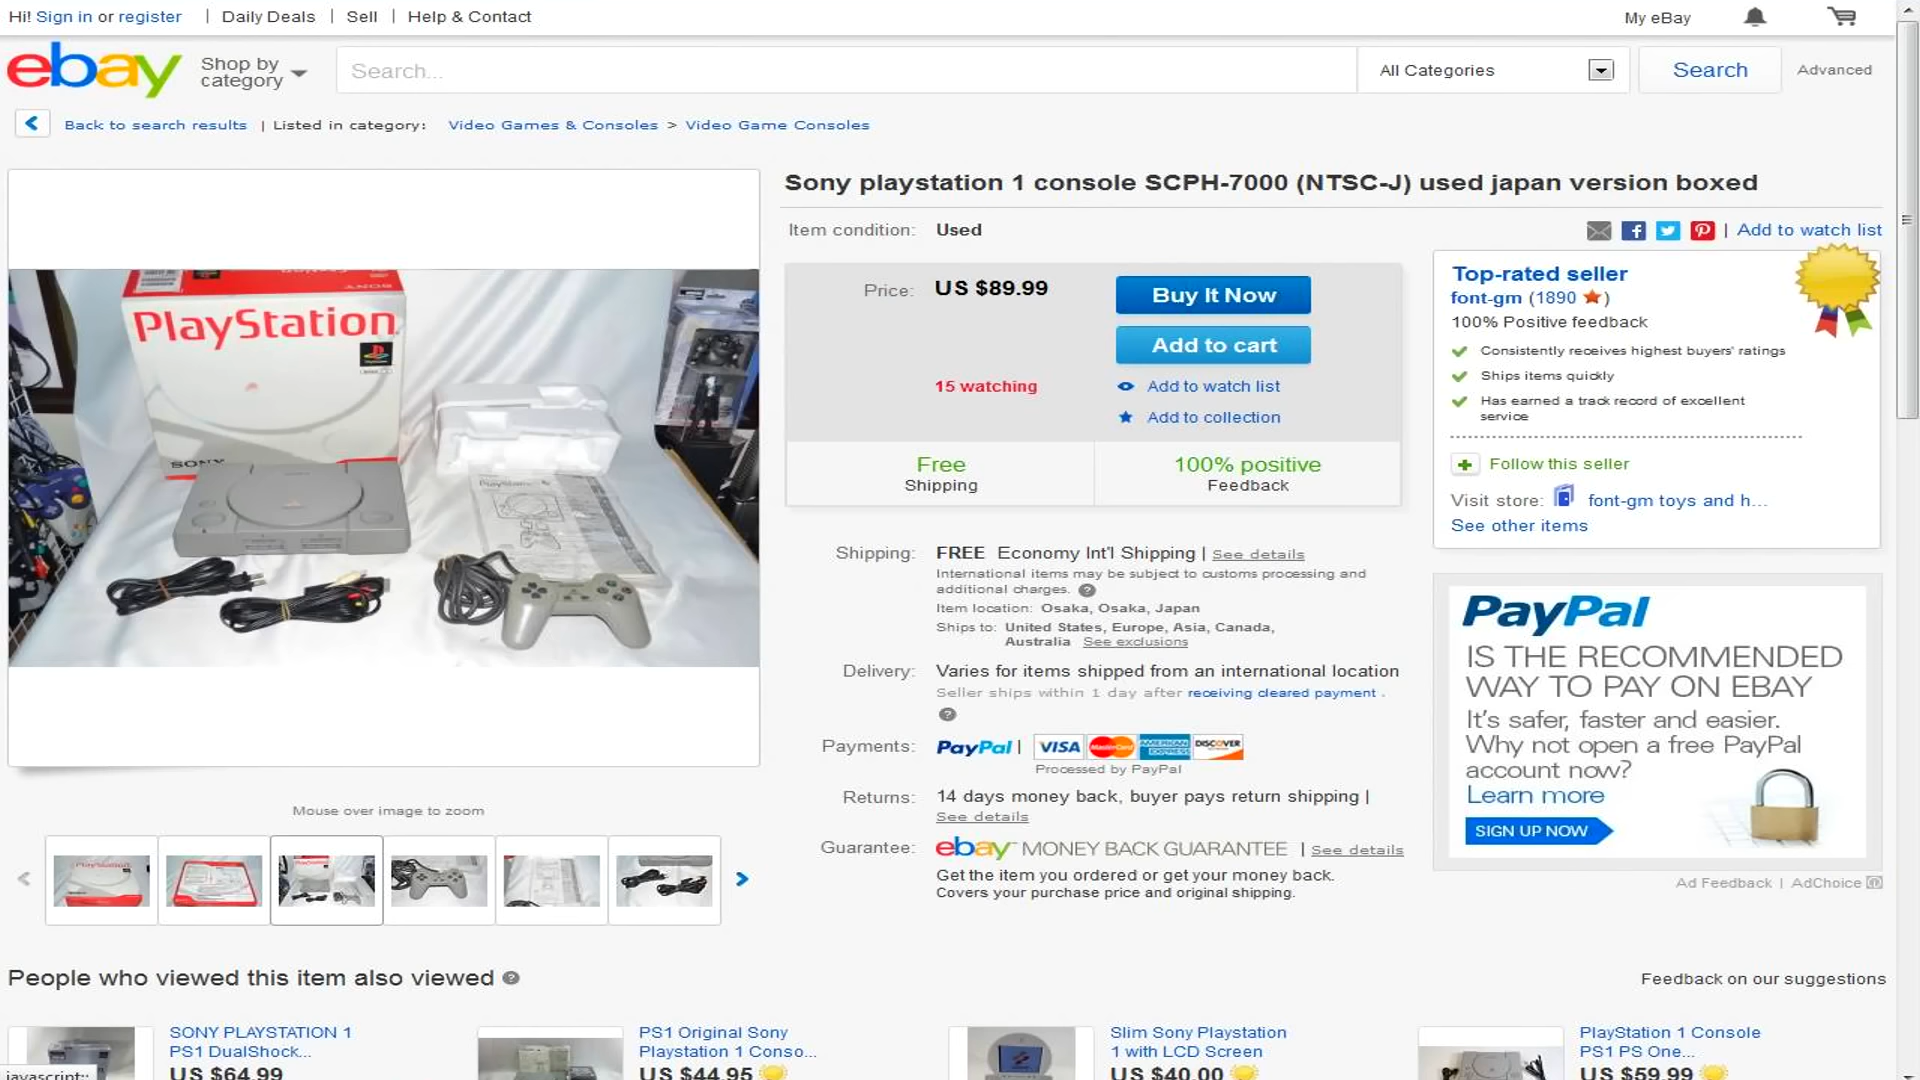 Hi! Sign in or register | Daily Deals | Sell | Help & Contact
My eBay
ebay
Shop by category
Search...
All Categories
Search
Advanced
Back to search results | Listed in category: Video Games & Consoles > Video Game Consoles
Sony playstation 1 console SCPH-7000 (NTSC-J) used japan version boxed
Item condition: Used
| Add to watch list
Price: US $89.99
Buy It Now
Add to cart
15 watching
Add to watch list
Add to collection
Free
Shipping
100% positive
Feedback
Top-rated seller
font-gm (1890 )
100% Positive feedback
Consistently receives highest buyers' ratings
Ships items quickly
Has earned a track record of excellent
service
Follow this seller
Visit store: font-gm toys and h...
See other items
SONY
PlayStation
SONY
PlayStation
Shipping: FREE Economy Int'l Shipping | See details
International items may be subject to customs processing and
additional charges.
Item location: Osaka, Osaka, Japan
Ships to: United States, Europe, Asia, Canada,
Australia See exclusions
Delivery: Varies for items shipped from an international location
Seller ships within 1 day after receiving cleared payment .
Payments: PayPal | VISA MasterCard AMERICAN EXPRESS DISCOVER
Processed by PayPal
Returns: 14 days money back, buyer pays return shipping |
See details
Guarantee: ebay MONEY BACK GUARANTEE | See details
Get the item you ordered or get your money back.
Covers your purchase price and original shipping.
PayPal
IS THE RECOMMENDED
WAY TO PAY ON EBAY
It's safer, faster and easier.
Why not open a free PayPal
account now?
Learn more
SIGN UP NOW
Ad Feedback | AdChoice
Mouse over image to zoom
PlayStation
People who viewed this item also viewed
Feedback on our suggestions
SONY PLAYSTATION 1
PS1 DualShock...
US $64.99
PS1 Original Sony
Playstation 1 Conso...
US $44.95
Slim Sony Playstation
1 with LCD Screen
US $40.00
PlayStation 1 Console
PS1 PS One...
US $59.99
javascript:;